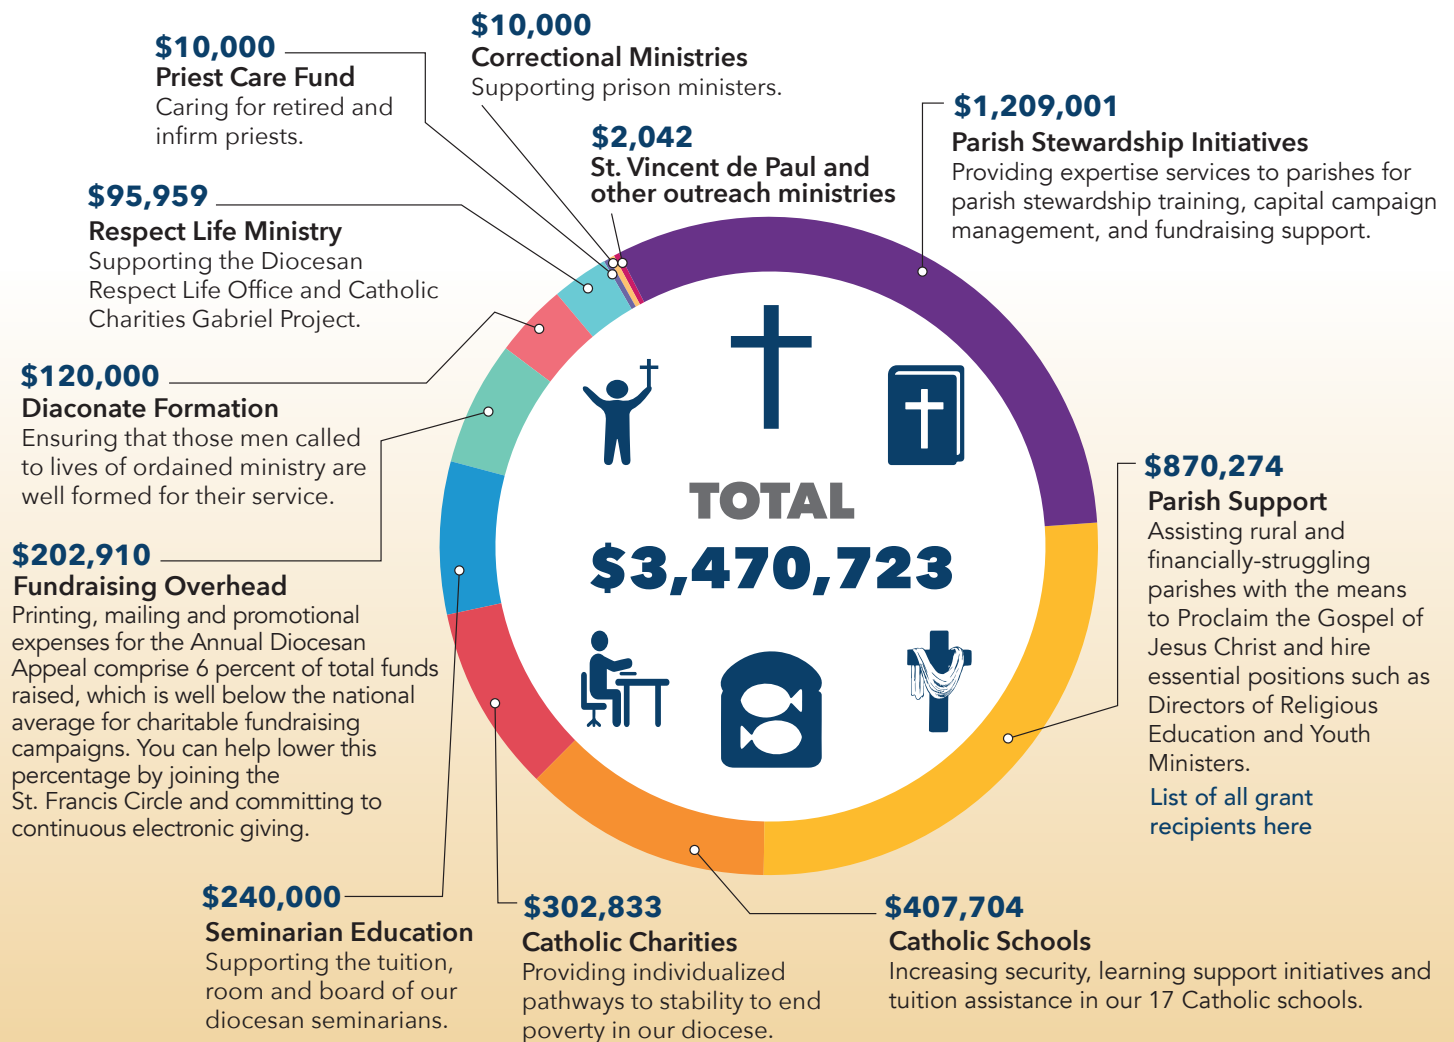 $10,000
Priest Care Fund
Caring for retired and
infirm priests.
$10,000
Correctional Ministries
Supporting prison ministers.
$2,042
St. Vincent de Paul and
other outreach ministries
$1,209,001
Parish Stewardship Initiatives
Providing expertise services to parishes for
parish stewardship training, capital campaign
management, and fundraising support.
$95,959
Respect Life Ministry
Supporting the Diocesan
Respect Life Office and Catholic
Charities Gabriel Project.
$120,000
Diaconate Formation
Ensuring that those men called
to lives of ordained ministry are
well formed for their service.
$202,910
Fundraising Overhead
Printing, mailing and promotional
expenses for the Annual Diocesan
Appeal comprise 6 percent of total funds
raised, which is well below the national
average for charitable fundraising
campaigns. You can help lower this
percentage by joining the
St. Francis Circle and committing to
continuous electronic giving.
TOTAL
$3,470,723
$870,274
Parish Support
Assisting rural and
financially-struggling
parishes with the means
to Proclaim the Gospel of
Jesus Christ and hire
essential positions such as
Directors of Religious
Education and Youth
Ministers.
List of all grant
recipients here
$240,000
Seminarian Education
Supporting the tuition,
room and board of our
diocesan seminarians.
$302,833
Catholic Charities
Providing individualized
pathways to stability to end
poverty in our diocese.
$407,704
Catholic Schools
Increasing security, learning support initiatives and
tuition assistance in our 17 Catholic schools.